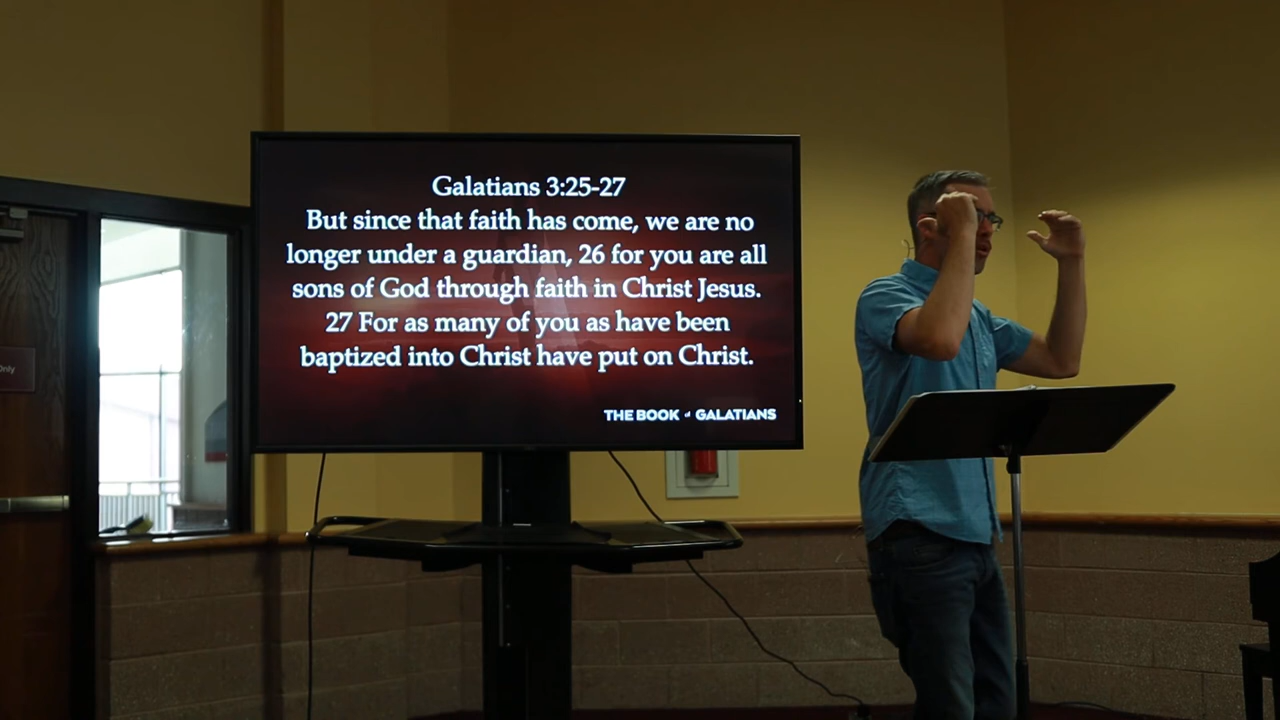 Galatians 3:25-27
But since that faith has come, we are no
longer under a guardian, 26 for you are all
sons of God through faith in Christ Jesus.
27 For as many of you as have been
baptized into Christ have put on Christ.
THE BOOK of GALATIANS
only